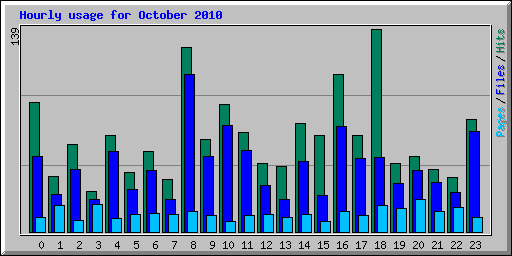 Hourly usage for October 2010
139
Pages/Files/Hits
0 1 2 3 4 5 6 7 8 9 10 11 12 13 14 15 16 17 18 19 20 21 22 23